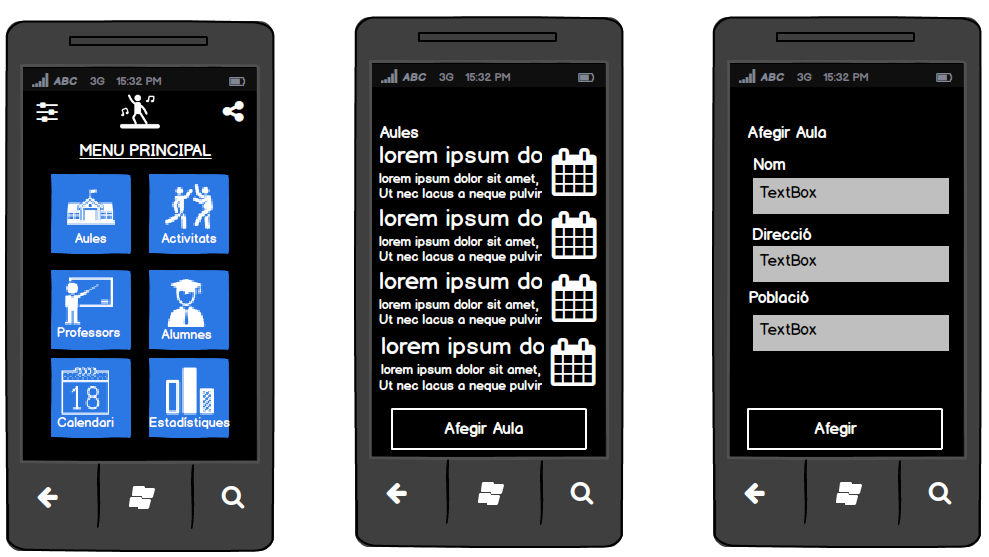 ABC 3G 15:32 PM
MENU PRINCIPAL
Aules
Activitats
Professors
Alumnes
18
Calendari
Estadístiques
ABC 3G 15:32 PM
Aules
lorem ipsum do
lorem ipsum dolor sit amet,
Ut nec lacus a neque pulvir
lorem ipsum do
lorem ipsum dolor sit amet,
Ut nec lacus a neque pulvir
lorem ipsum do
lorem ipsum dolor sit amet,
Ut nec lacus a neque pulvir
lorem ipsum do
lorem ipsum dolor sit amet,
Ut nec lacus a neque pulvir
Afegir Aula
ABC 3G 15:32 PM
Afegir Aula
Nom
TextBox
Direcció
TextBox
Població
TextBox
Afegir